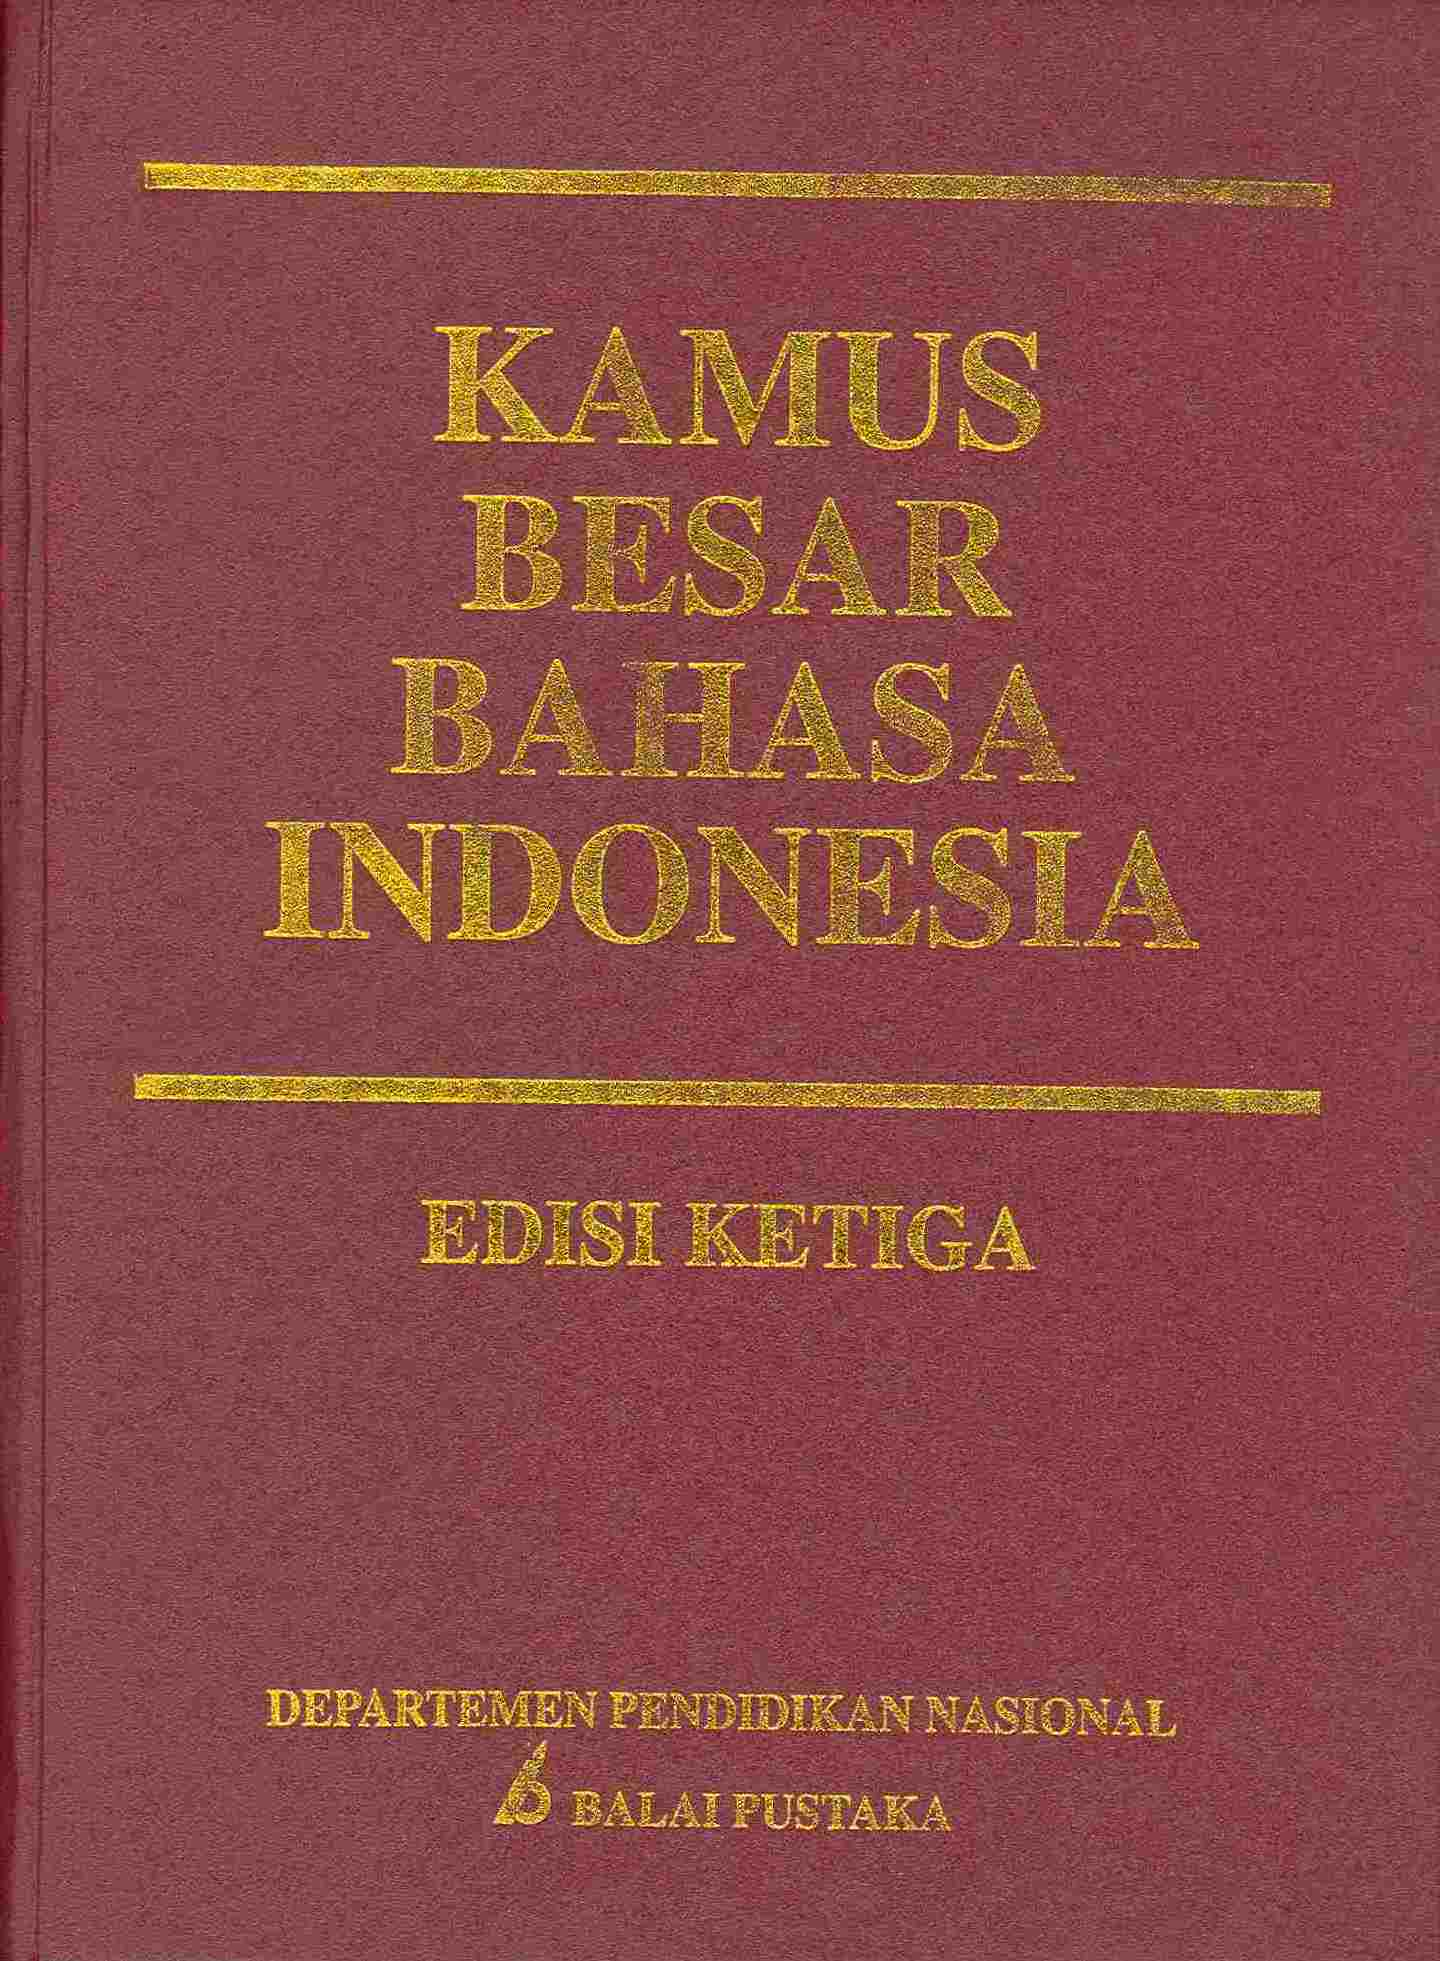 KAMUS
BESAR
BAHASA
INDONESIA
EDISI KETIGA
DEPARTEMEN PENDIDIKAN NASIONAL
BALAI PUSTAKA